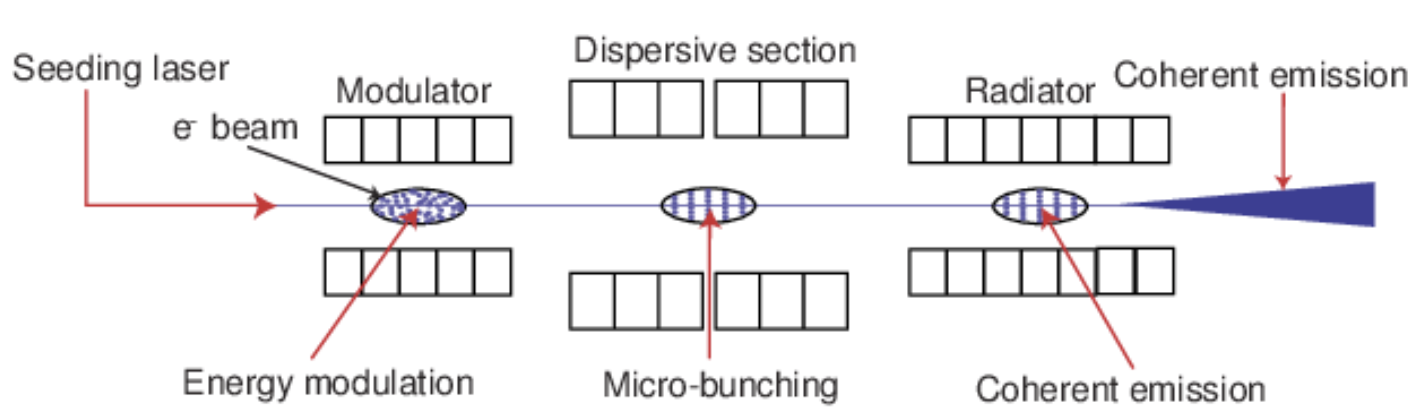 Dispersive section
Seeding laser
Modulator
Radiator
Coherent emission
e- beam
Energy modulation
Micro-bunching
Coherent emission